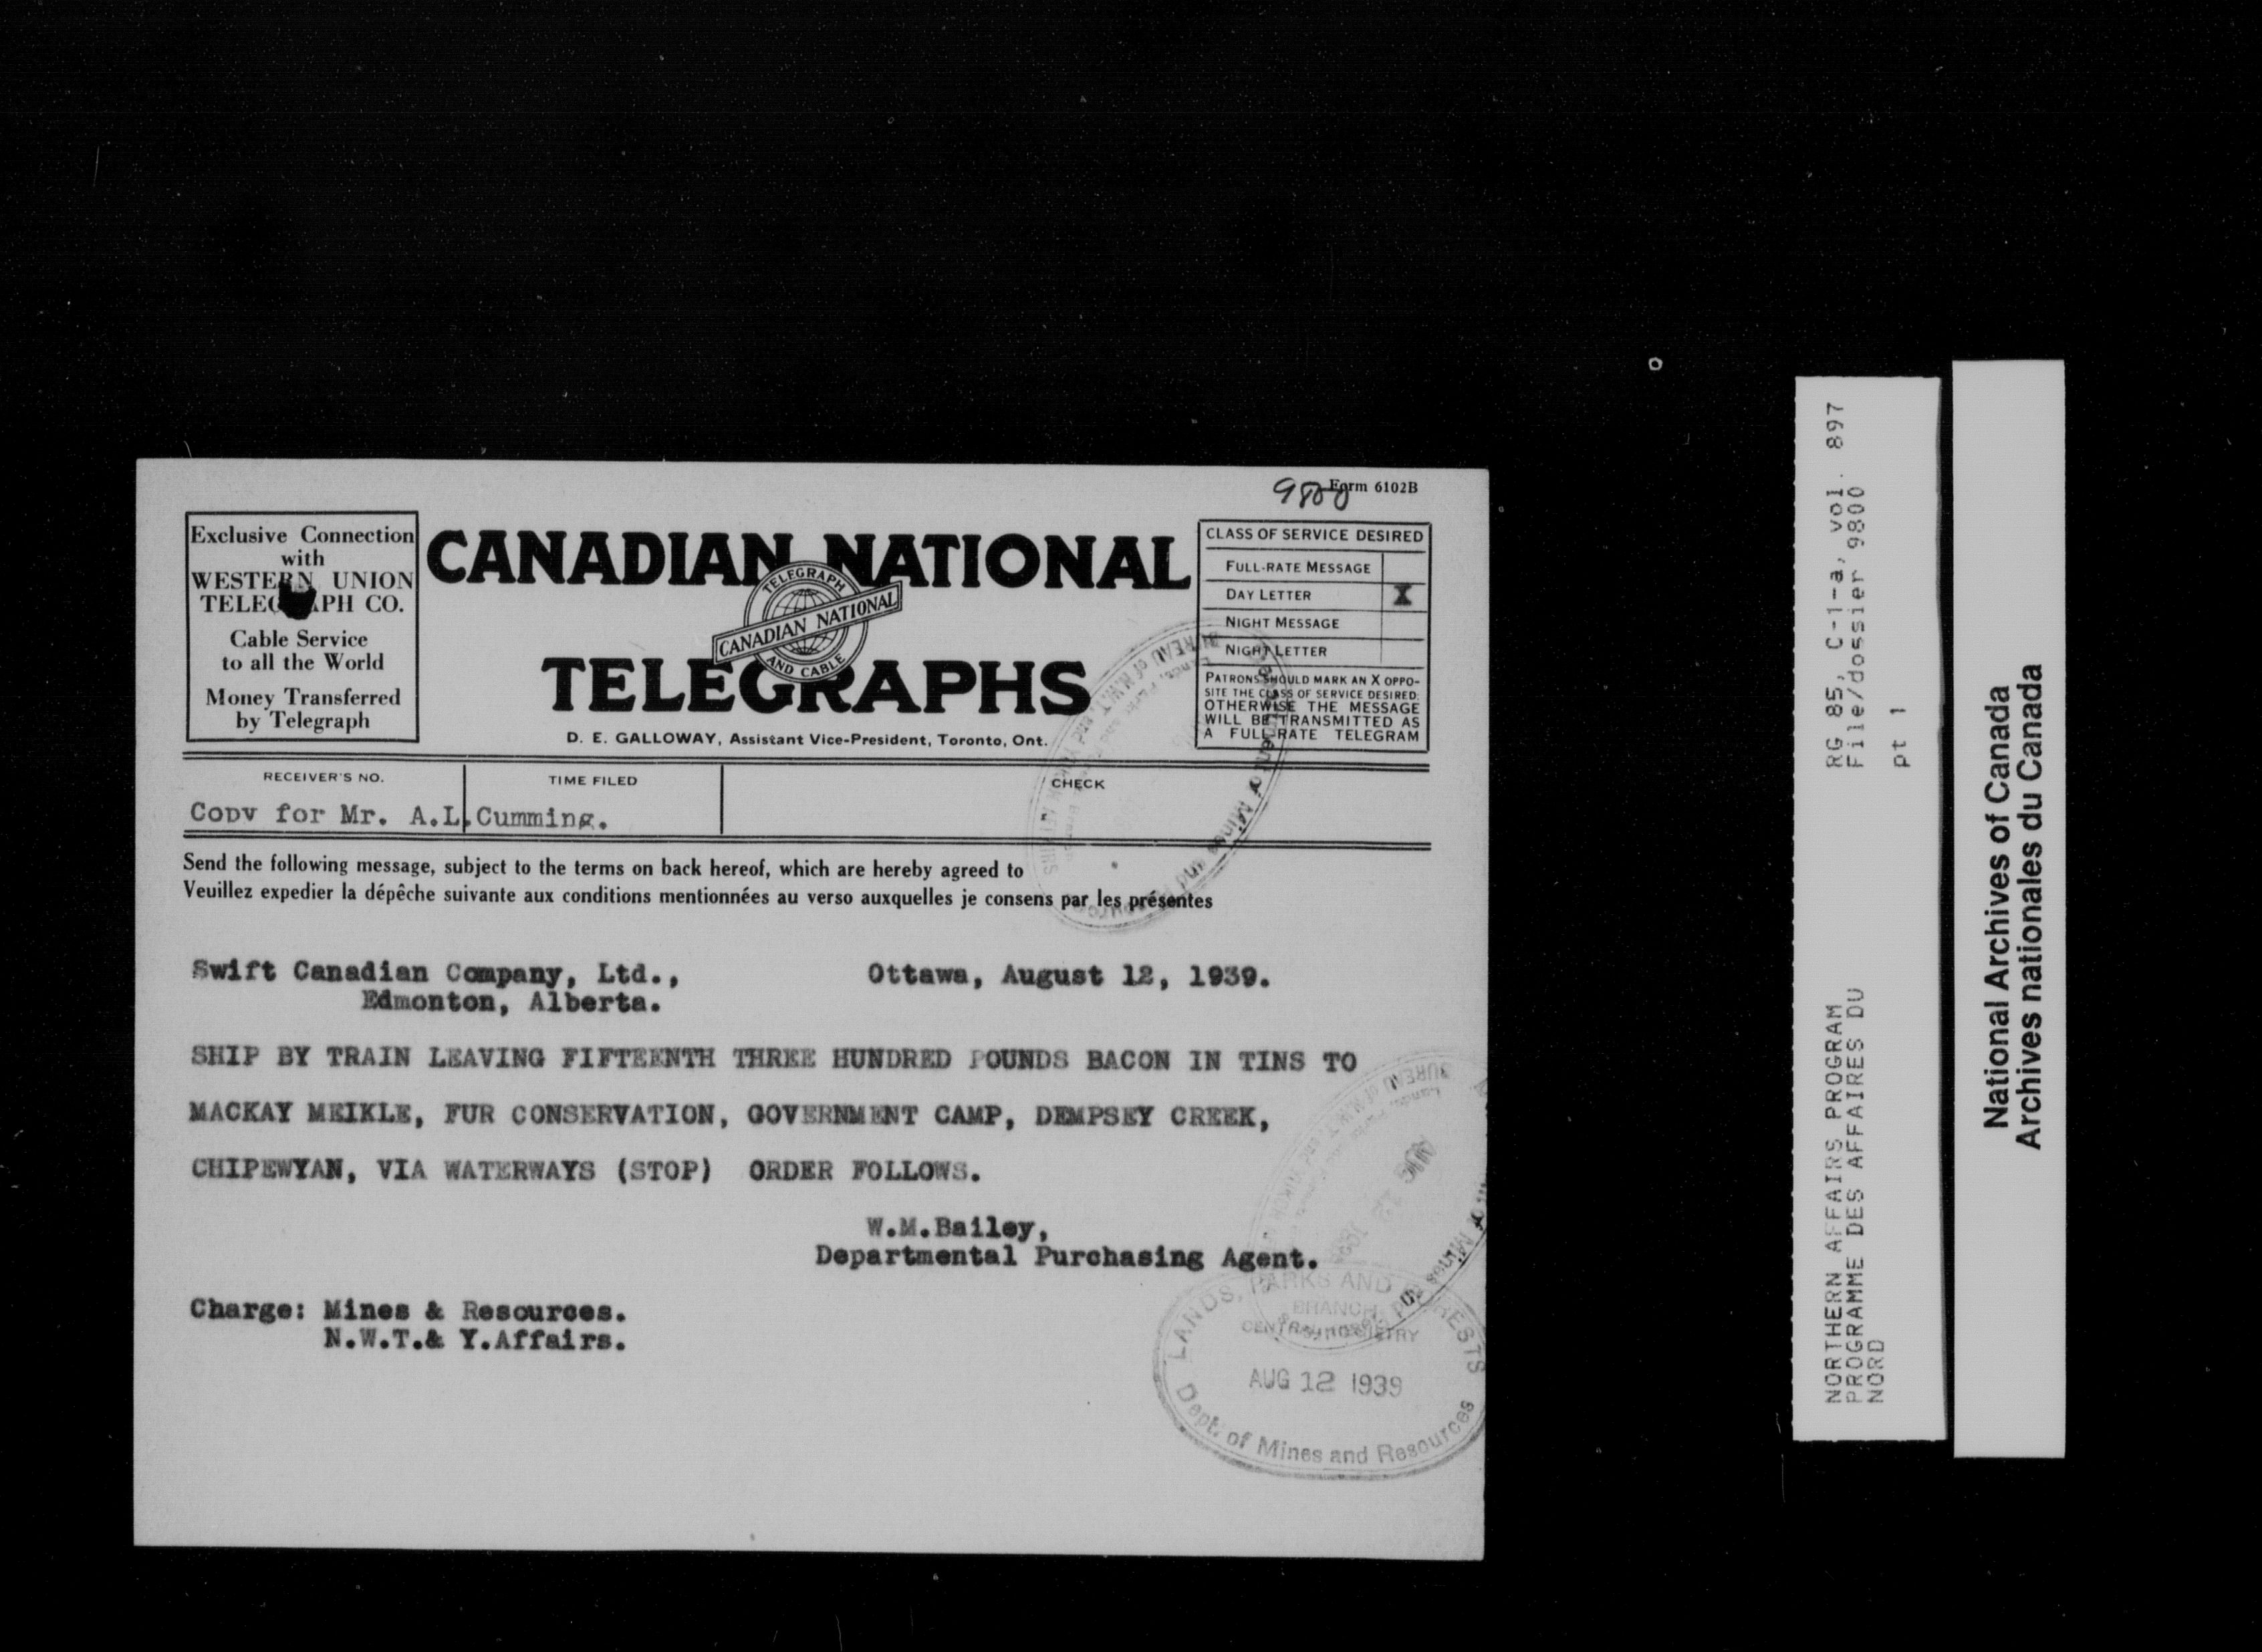 9800
Form 6102B
Exclusive Connection
with
WESTERN UNION
TELEGRAPH CO.
Cable Service
to all the World
Money Transferred
by Telegraph
CANADIAN NATIONAL
TELEGRAPH
CANADIAN NATIONAL
AND CABLE
TELEGRAPHS
D. E. GALLOWAY, Assistant Vice-President, Toronto, Ont.
CLASS OF SERVICE DESIRED
FULL-RATE MESSAGE
DAY LETTER X
NIGHT MESSAGE
NIGHT LETTER
PATRONS SHOULD MARK AN X OPPO-
SITE THE CLASS OF SERVICE DESIRED;
OTHERWISE THE MESSAGE
WILL BE TRANSMITTED AS
A FULL-RATE TELEGRAM
RECEIVER'S NO. TIME FILED CHECK
Copy for Mr. A.L.Cumming.
Send the following message, subject to the terms on back hereof, which are hereby agreed to
Veuillez expedier la dépêche suivante aux conditions mentionnées au verso auxquelles je consens par les présentes
Swift Canadian Company, Ltd., Ottawa, August 12, 1939.
Edmonton, Alberta.
SHIP BY TRAIN LEAVING FIFTEENTH THREE HUNDRED POUNDS BACON IN TINS TO
MACKAY MEIKLE, FUR CONSERVATION, GOVERNMENT CAMP, DEMPSEY CREEK,
CHIPEWYAN, VIA WATERWAYS (STOP) ORDER FOLLOWS.
W.M.Bailey,
Departmental Purchasing Agent.
Charge: Mines & Resources.
N.W.T.& Y.Affairs.
LANDS, PARKS AND FORESTS
BRANCH
CENTRAL REGISTRY
AUG 12 1939
Dept. of Mines and Resources
RG 85, C-1-a, vol. 897
File/dossier 9800
pt 1
NORTHERN AFFAIRS PROGRAM
PROGRAMME DES AFFAIRES DU
NORD
National Archives of Canada
Archives nationales du Canada